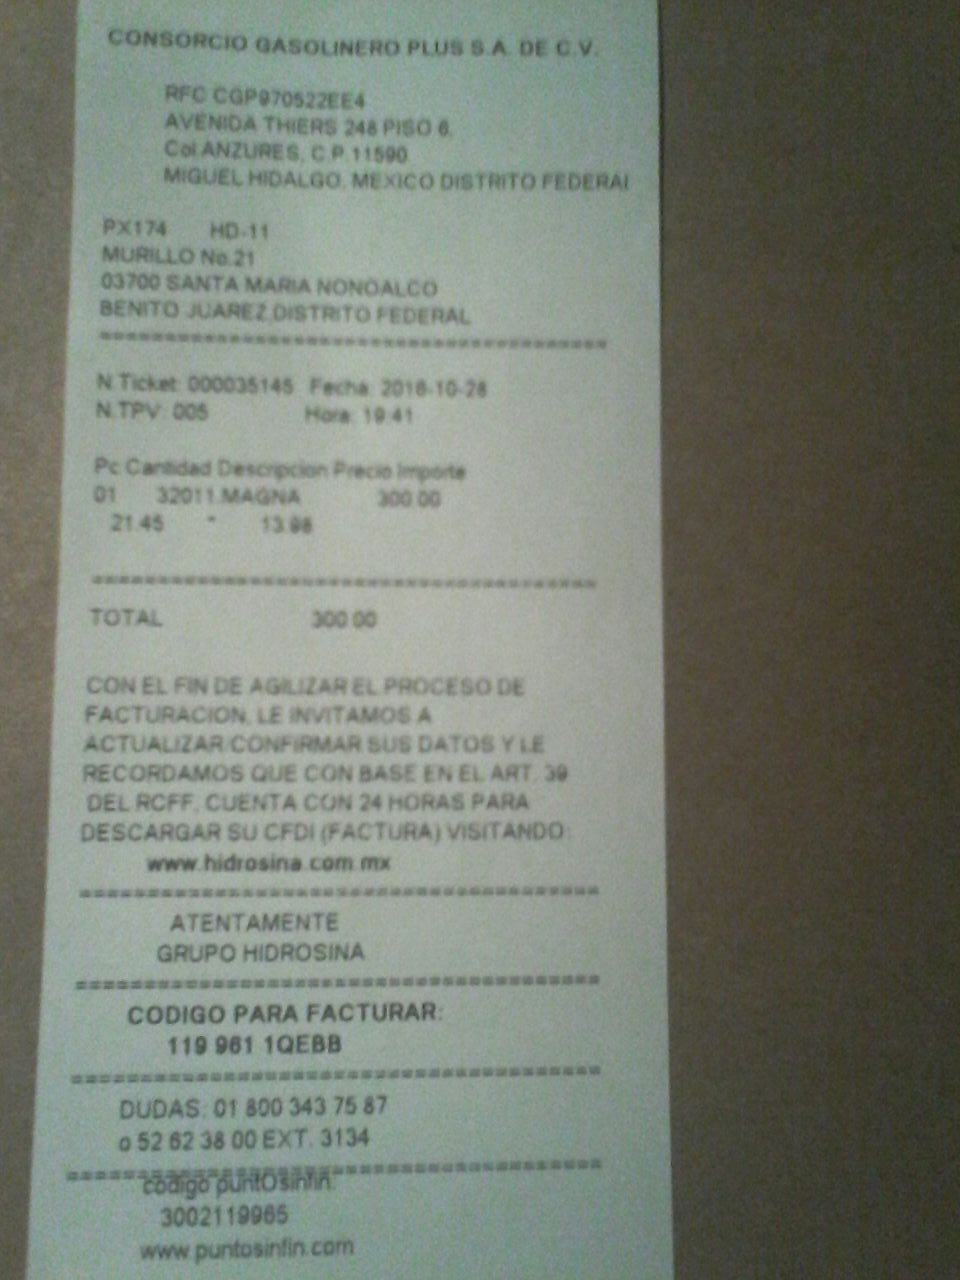 CONSORCIO GASOLINERO PLUS S.A. DE C.V.
RFC CGP970522EE4
AVENIDA THIERS 248 PISO 6,
Col.ANZURES, C.P.11590
MIGUEL HIDALGO, MEXICO DISTRITO FEDERAL
PX174 HD-11
MURILLO No.21
03700 SANTA MARIA NONOALCO
BENITO JUAREZ,DISTRITO FEDERAL
======================================
N.Ticket: 000035145 Fecha: 2016-10-28
N.TPV: 005 Hora: 19:41
Pc Cantidad Descripcion Precio Importe
01 32011 MAGNA 300.00
21.45 * 13.98
======================================
TOTAL 300.00
CON EL FIN DE AGILIZAR EL PROCESO DE
FACTURACION, LE INVITAMOS A
ACTUALIZAR/CONFIRMAR SUS DATOS Y LE
RECORDAMOS QUE CON BASE EN EL ART. 39
DEL RCFF, CUENTA CON 24 HORAS PARA
DESCARGAR SU CFDI (FACTURA) VISITANDO:
www.hidrosina.com.mx
======================================
ATENTAMENTE
GRUPO HIDROSINA
======================================
CODIGO PARA FACTURAR:
119 961 1QEBB
======================================
DUDAS: 01 800 343 75 87
o 52 62 38 00 EXT. 3134
======================================
codigo puntOsinfin:
3002119965
www.puntosinfin.com